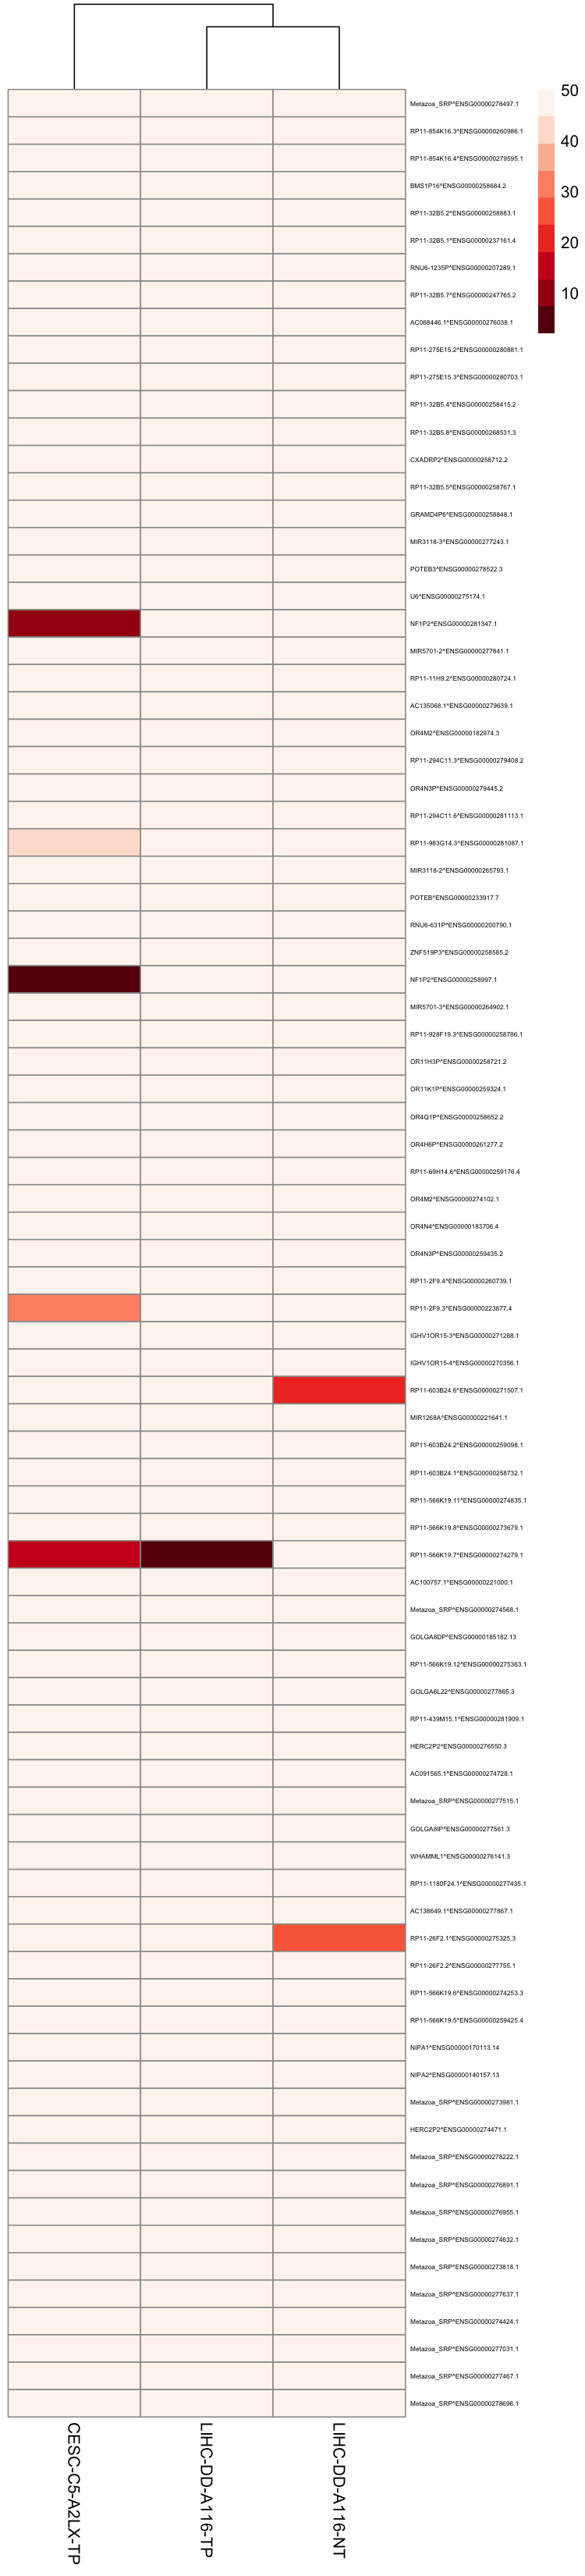 Metazoa_SRP^ENSG00000278497.1
50
RP11-854K16.3^ENSG00000260986.1
40
RP11-854K16.4^ENSG00000279595.1
BMS1P16^ENSG00000258684.2
30
RP11-32B5.2^ENSG00000258883.1
RP11-32B5.1^ENSG00000237161.4
20
RNU6-1235P^ENSG00000207289.1
RP11-32B5.7^ENSG00000247765.2
10
AC068446.1^ENSG00000276038.1
RP11-275E15.2^ENSG00000280881.1
RP11-275E15.3^ENSG00000280703.1
RP11-32B5.4^ENSG00000258415.2
RP11-32B5.8^ENSG00000268531.3
CXADRP2^ENSG00000258712.2
RP11-32B5.5^ENSG00000258767.1
GRAMD4P6^ENSG00000258848.1
MIR3118-3^ENSG00000277243.1
POTEB3^ENSG00000278522.3
U6^ENSG00000275174.1
NF1P2^ENSG00000281347.1
MIR5701-2^ENSG00000277841.1
RP11-11H9.2^ENSG00000280724.1
AC135068.1^ENSG00000279639.1
OR4M2^ENSG00000182974.3
RP11-294C11.3^ENSG00000279408.2
OR4N3P^ENSG00000279445.2
RP11-294C11.6^ENSG00000281113.1
RP11-983G14.3^ENSG00000281087.1
MIR3118-2^ENSG00000265793.1
POTEB^ENSG00000233917.7
RNU6-631P^ENSG00000200790.1
ZNF519P3^ENSG00000258585.2
NF1P2^ENSG00000258997.1
MIR5701-3^ENSG00000264902.1
RP11-928F19.3^ENSG00000258786.1
OR11H3P^ENSG00000258721.2
OR11K1P^ENSG00000259324.1
OR4Q1P^ENSG00000258652.2
OR4H6P^ENSG00000261277.2
RP11-69H14.6^ENSG00000259176.4
OR4M2^ENSG00000274102.1
OR4N4^ENSG00000183706.4
OR4N3P^ENSG00000259435.2
RP11-2F9.4^ENSG00000260739.1
RP11-2F9.3^ENSG00000223877.4
IGHV1OR15-3^ENSG00000271288.1
IGHV1OR15-4^ENSG00000270356.1
RP11-603B24.6^ENSG00000271507.1
MIR1268A^ENSG00000221641.1
RP11-603B24.2^ENSG00000259098.1
RP11-603B24.1^ENSG00000258732.1
RP11-566K19.11^ENSG00000274835.1
RP11-566K19.8^ENSG00000273679.1
RP11-566K19.7^ENSG00000274279.1
AC100757.1^ENSG00000221000.1
Metazoa_SRP^ENSG00000274568.1
GOLGA8DP^ENSG00000185182.13
RP11-566K19.12^ENSG00000275363.1
GOLGA6L22^ENSG00000277865.3
RP11-439M15.1^ENSG00000281909.1
HERC2P2^ENSG00000276550.3
AC091565.1^ENSG00000274728.1
Metazoa_SRP^ENSG00000277515.1
GOLGA8IP^ENSG00000277561.3
WHAMML1^ENSG00000276141.3
RP11-1180F24.1^ENSG00000277435.1
AC138649.1^ENSG00000277867.1
RP11-26F2.1^ENSG00000275325.3
RP11-26F2.2^ENSG00000277755.1
RP11-566K19.6^ENSG00000274253.3
RP11-566K19.5^ENSG00000259425.4
NIPA1^ENSG00000170113.14
NIPA2^ENSG00000140157.13
Metazoa_SRP^ENSG00000273981.1
HERC2P2^ENSG00000274471.1
Metazoa_SRP^ENSG00000278222.1
Metazoa_SRP^ENSG00000276891.1
Metazoa_SRP^ENSG00000276955.1
Metazoa_SRP^ENSG00000274632.1
Metazoa_SRP^ENSG00000273818.1
Metazoa_SRP^ENSG00000277637.1
Metazoa_SRP^ENSG00000274424.1
Metazoa_SRP^ENSG00000277031.1
Metazoa_SRP^ENSG00000277467.1
Metazoa_SRP^ENSG00000278696.1
CESC-C5-A2LX-TP
LIHC-DD-A116-TP
LIHC-DD-A116-NT